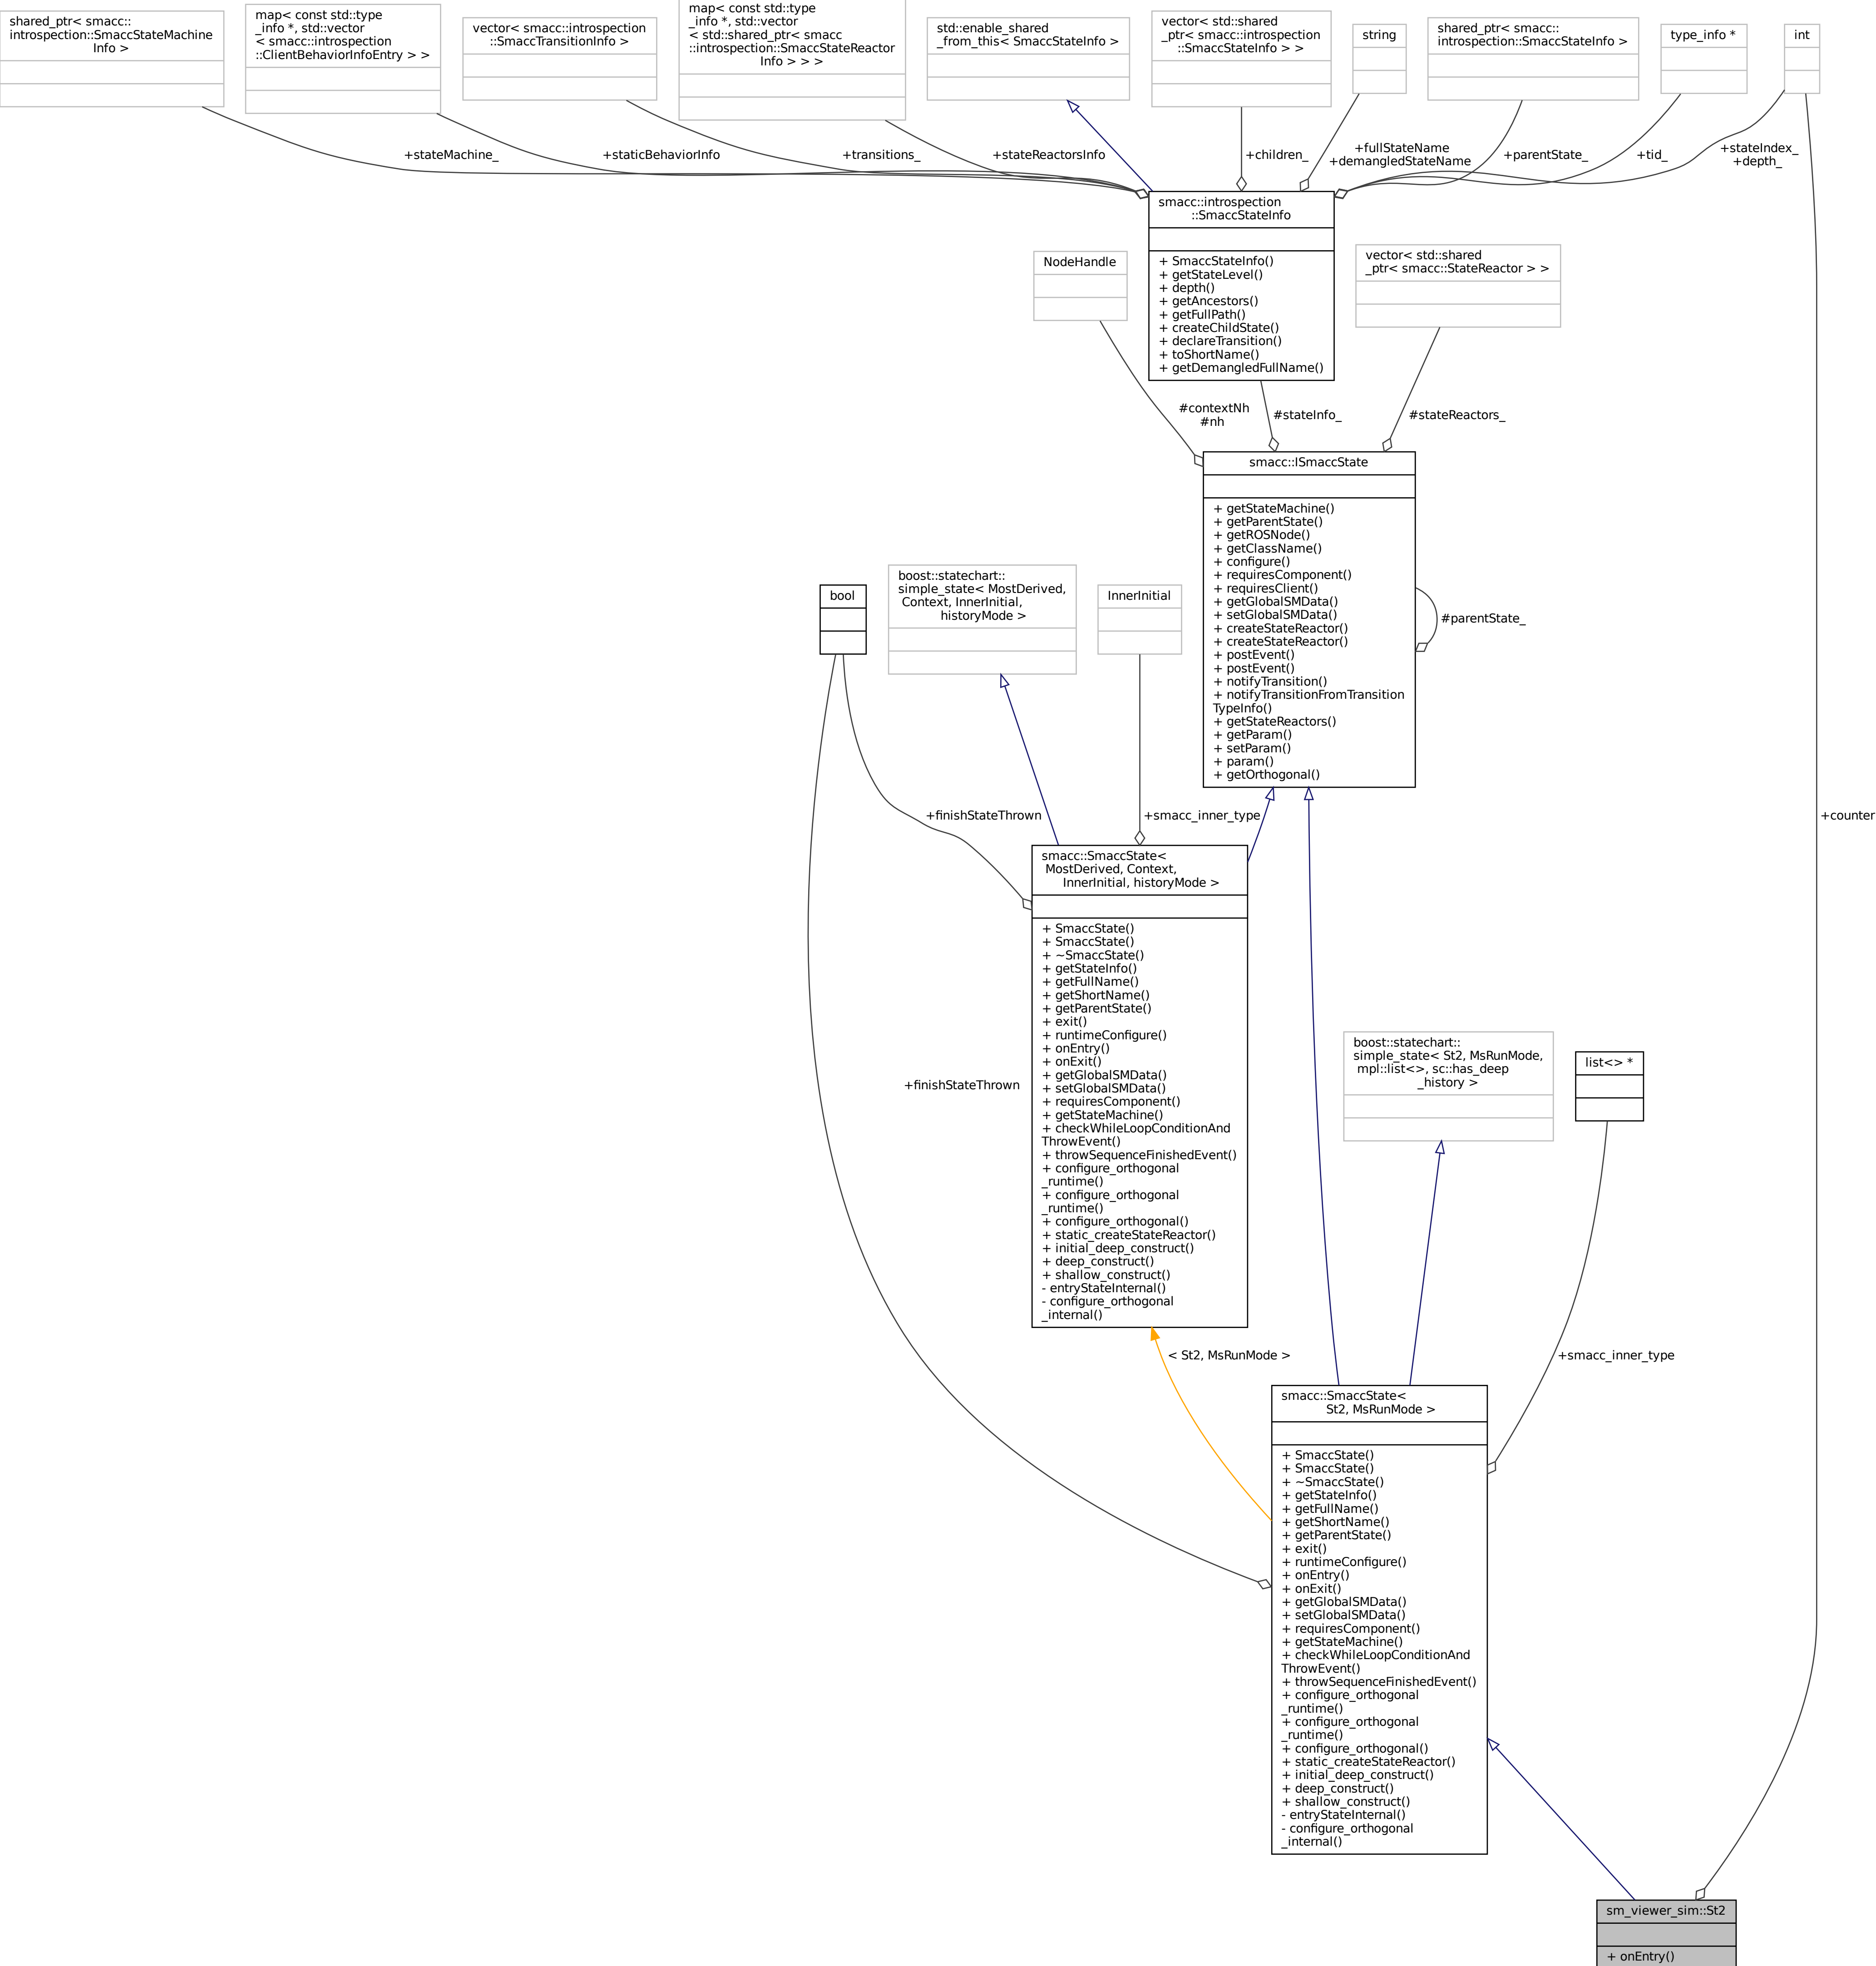 shared_ptr< smacc::
introspection::SmaccStateMachine
Info >
map< const std::type
_info *, std::vector
< smacc::introspection
::ClientBehaviorInfoEntry > >
vector< smacc::introspection
::SmaccTransitionInfo >
map< const std::type
_info *, std::vector
< std::shared_ptr< smacc
::introspection::SmaccStateReactor
Info > > >
std::enable_shared
_from_this< SmaccStateInfo >
vector< std::shared
_ptr< smacc::introspection
::SmaccStateInfo > >
string
shared_ptr< smacc::
introspection::SmaccStateInfo >
type_info *
int
+stateMachine_
+staticBehaviorInfo
+transitions_
+stateReactorsInfo
+children_
+fullStateName
+demangledStateName
+parentState_
+tid_
+stateIndex_
+depth_
smacc::introspection
::SmaccStateInfo
+ SmaccStateInfo()
+ getStateLevel()
+ depth()
+ getAncestors()
+ getFullPath()
+ createChildState()
+ declareTransition()
+ toShortName()
+ getDemangledFullName()
NodeHandle
vector< std::shared
_ptr< smacc::StateReactor > >
#contextNh
#nh
#stateInfo_
#stateReactors_
smacc::ISmaccState
+ getStateMachine()
+ getParentState()
+ getROSNode()
+ getClassName()
+ configure()
+ requiresComponent()
+ requiresClient()
+ getGlobalSMData()
+ setGlobalSMData()
+ createStateReactor()
+ createStateReactor()
+ postEvent()
+ postEvent()
+ notifyTransition()
+ notifyTransitionFromTransition
TypeInfo()
+ getStateReactors()
+ getParam()
+ setParam()
+ param()
+ getOrthogonal()
#parentState_
bool
boost::statechart::
simple_state< MostDerived,
Context, InnerInitial,
historyMode >
InnerInitial
+finishStateThrown
+smacc_inner_type
+counter
smacc::SmaccState<
MostDerived, Context,
InnerInitial, historyMode >
+ SmaccState()
+ SmaccState()
+ ~SmaccState()
+ getStateInfo()
+ getFullName()
+ getShortName()
+ getParentState()
+ exit()
+ runtimeConfigure()
+ onEntry()
+ onExit()
+ getGlobalSMData()
+ setGlobalSMData()
+ requiresComponent()
+ getStateMachine()
+ checkWhileLoopConditionAnd
ThrowEvent()
+ throwSequenceFinishedEvent()
+ configure_orthogonal
_runtime()
+ configure_orthogonal
_runtime()
+ configure_orthogonal()
+ static_createStateReactor()
+ initial_deep_construct()
+ deep_construct()
+ shallow_construct()
- entryStateInternal()
- configure_orthogonal
_internal()
+finishStateThrown
boost::statechart::
simple_state< St2, MsRunMode,
mpl::list<>, sc::has_deep
_history >
list<> *
< St2, MsRunMode >
+smacc_inner_type
smacc::SmaccState<
St2, MsRunMode >
+ SmaccState()
+ SmaccState()
+ ~SmaccState()
+ getStateInfo()
+ getFullName()
+ getShortName()
+ getParentState()
+ exit()
+ runtimeConfigure()
+ onEntry()
+ onExit()
+ getGlobalSMData()
+ setGlobalSMData()
+ requiresComponent()
+ getStateMachine()
+ checkWhileLoopConditionAnd
ThrowEvent()
+ throwSequenceFinishedEvent()
+ configure_orthogonal
_runtime()
+ configure_orthogonal
_runtime()
+ configure_orthogonal()
+ static_createStateReactor()
+ initial_deep_construct()
+ deep_construct()
+ shallow_construct()
- entryStateInternal()
- configure_orthogonal
_internal()
sm_viewer_sim::St2
+ onEntry()